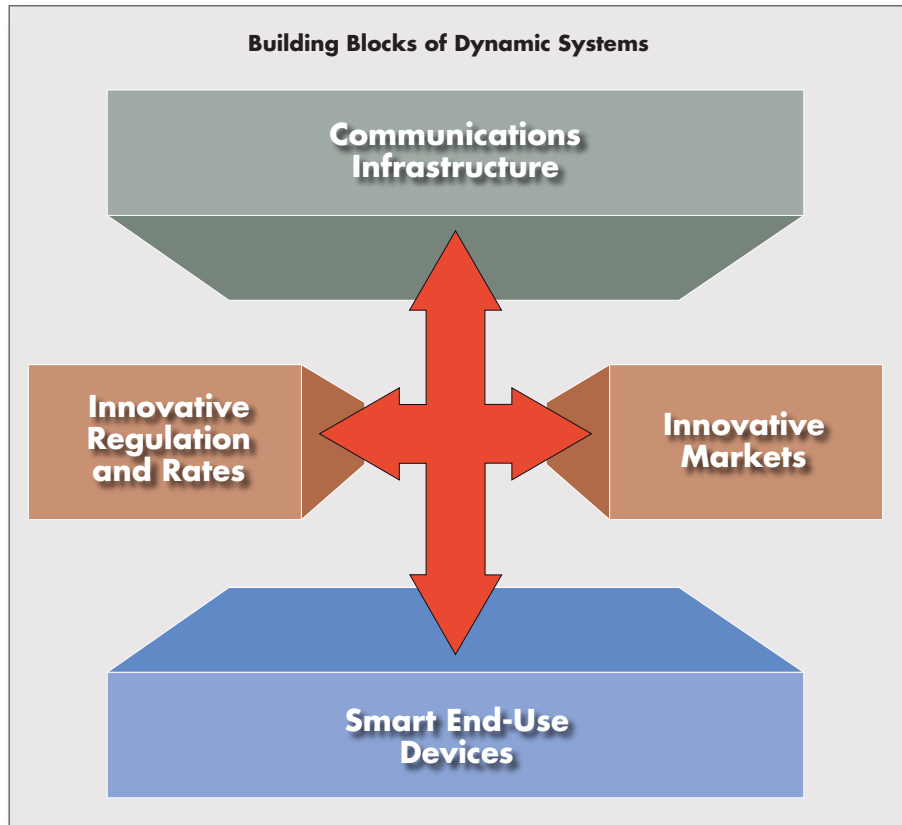 Building Blocks of Dynamic Systems
Communications
Infrastructure
Innovative
Regulation
and Rates
Innovative
Markets
Smart End-Use
Devices